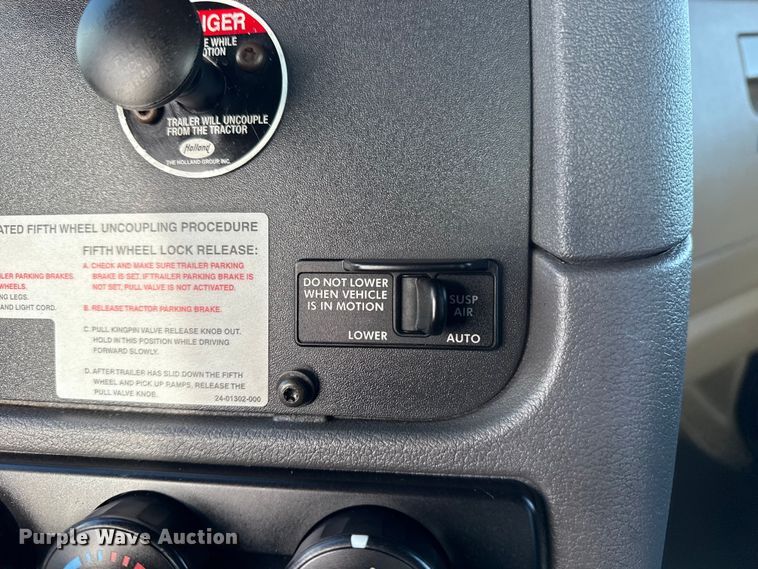 NGER
E WHILE
OTION
TRAILER WILL UNCOUPLE
FROM THE TRACTOR
Holland
THE HOLLAND GROUP, INC.
ATED FIFTH WHEEL UNCOUPLING PROCEDURE
FIFTH WHEEL LOCK RELEASE:
A. CHECK AND MAKE SURE TRAILER PARKING
BRAKE IS SET. IF TRAILER PARKING BRAKE IS
NOT SET, PULL VALVE IS NOT ACTIVATED.
ILER PARKING BRAKES.
WHEELS.
NG LEGS.
AND LIGHT CORD.
B. RELEASE TRACTOR PARKING BRAKE.
C. PULL KINGPIN VALVE RELEASE KNOB OUT.
HOLD IN THIS POSITION WHILE DRIVING
FORWARD SLOWLY.
D. AFTER TRAILER HAS SLID DOWN THE FIFTH
WHEEL AND PICK UP RAMPS, RELEASE THE
PULL VALVE KNOB.
24-01302-000
DO NOT LOWER
WHEN VEHICLE
IS IN MOTION
LOWER
SUSP
AIR
AUTO
Purple Wave Auction®